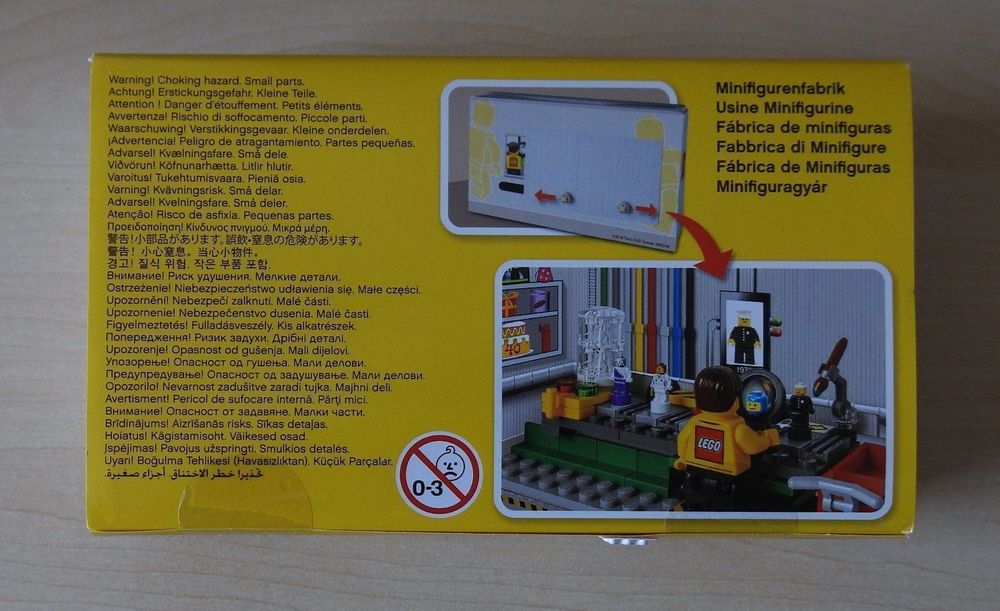 Warning! Choking hazard. Small parts.
Achtung! Erstickungsgefahr. Kleine Teile.
Attention ! Danger d'étouffement. Petits éléments.
Avvertenza! Rischio di soffocamento. Piccole parti.
Waarschuwing! Verstikkingsgevaar. Kleine onderdelen.
¡Advertencia! Peligro de atragantamiento. Partes pequeñas.
Advarsel! Kvælningsfare. Små dele.
Viðvörun! Köfnunarhætta. Litlir hlutir.
Varoitus! Tukehtumisvaara. Pieniä osia.
Varning! Kvävningsrisk. Små delar.
Advarsel! Kvelningsfare. Små deler.
Atenção! Risco de asfixia. Pequenas partes.
Προειδοποίηση! Κίνδυνος πνιγμού. Μικρά μέρη.
警告!小部品があります。誤飲・窒息の危険があります。
警告！ 小心窒息。当心小物件。
경고! 질식 위험. 작은 부품 포함.
Внимание! Риск удушения. Мелкие детали.
Ostrzeżenie! Niebezpieczeństwo udławienia się. Małe części.
Upozornění! Nebezpečí zalknutí. Malé části.
Upozornenie! Nebezpečenstvo dusenia. Malé časti.
Figyelmeztetés! Fulladásveszély. Kis alkatrészek.
Попередження! Ризик задухи. Дрібні деталі.
Upozorenje! Opasnost od gušenja. Mali dijelovi.
Упозорење! Опасност од гушења. Мали делови.
Предупредување! Опасност од задушување. Мали делови.
Opozorilo! Nevarnost zadušitve zaradi tujka. Majhni deli.
Avertisment! Pericol de sufocare internă. Părţi mici.
Внимание! Опасност от задавяне. Малки части.
Brīdinājums! Aizrīšanās risks. Sīkas detaļas.
Hoiatus! Kägistamisoht. Väikesed osad.
Įspėjimas! Pavojus užspringti. Smulkios detalės.
Uyarı! Boğulma Tehlikesi (Havasızlıktan). Küçük Parçalar.
تحذير! خطر الاختناق. أجزاء صغيرة.
0-3
Minifigurenfabrik
Usine Minifigurine
Fábrica de minifiguras
Fabbrica di Minifigure
Fábrica de Minifiguras
Minifiguragyár
40
LEGO